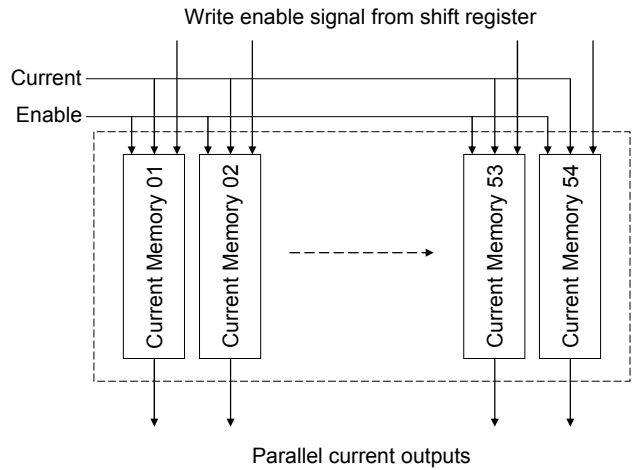 Write enable signal from shift register
Current
Enable
Current Memory 01
Current Memory 02
Current Memory 53
Current Memory 54
Parallel current outputs